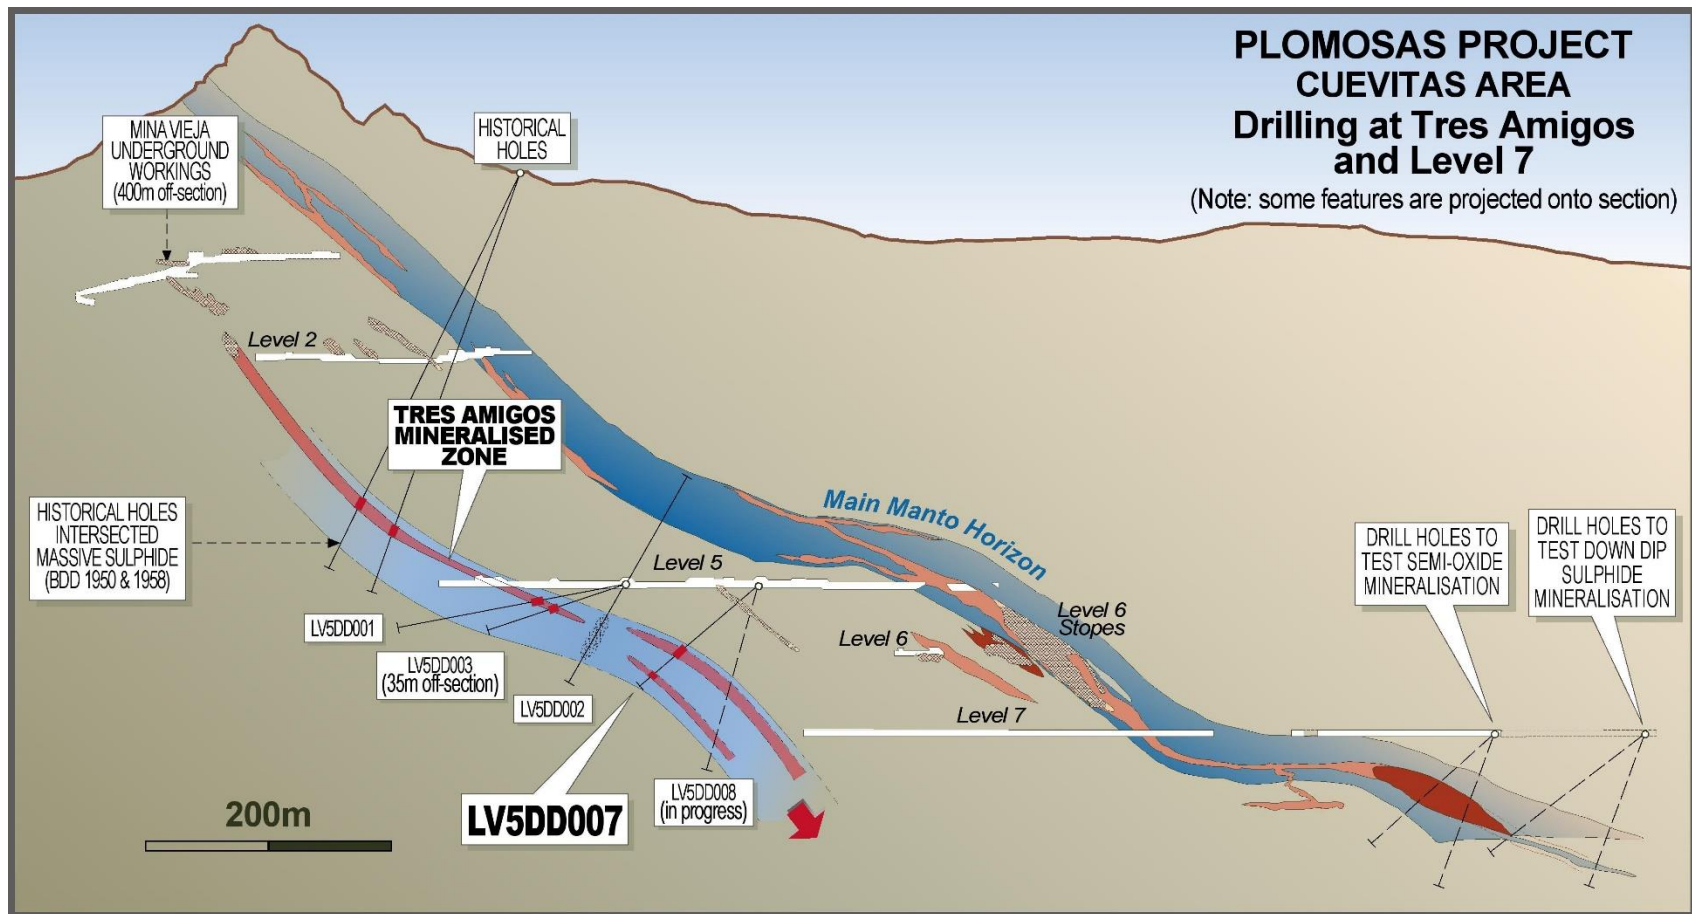 PLOMOSAS PROJECT
CUEVITAS AREA
Drilling at Tres Amigos
and Level 7
(Note: some features are projected onto section)
MINA VIEJA
UNDERGROUND
WORKINGS
(400m off-section)
HISTORICAL
HOLES
Level 2
TRES AMIGOS
MINERALISED
ZONE
HISTORICAL HOLES
INTERSECTED
MASSIVE SULPHIDE
(BDD 1950 & 1958)
Main Manto Horizon
Level 5
DRILL HOLES TO
TEST SEMI-OXIDE
MINERALISATION
DRILL HOLES TO
TEST DOWN DIP
SULPHIDE
MINERALISATION
LV5DD001
Level 6
Level 6
Stopes
LV5DD003
(35m off-section)
LV5DD002
Level 7
LV5DD008
(in progress)
LV5DD007
200m